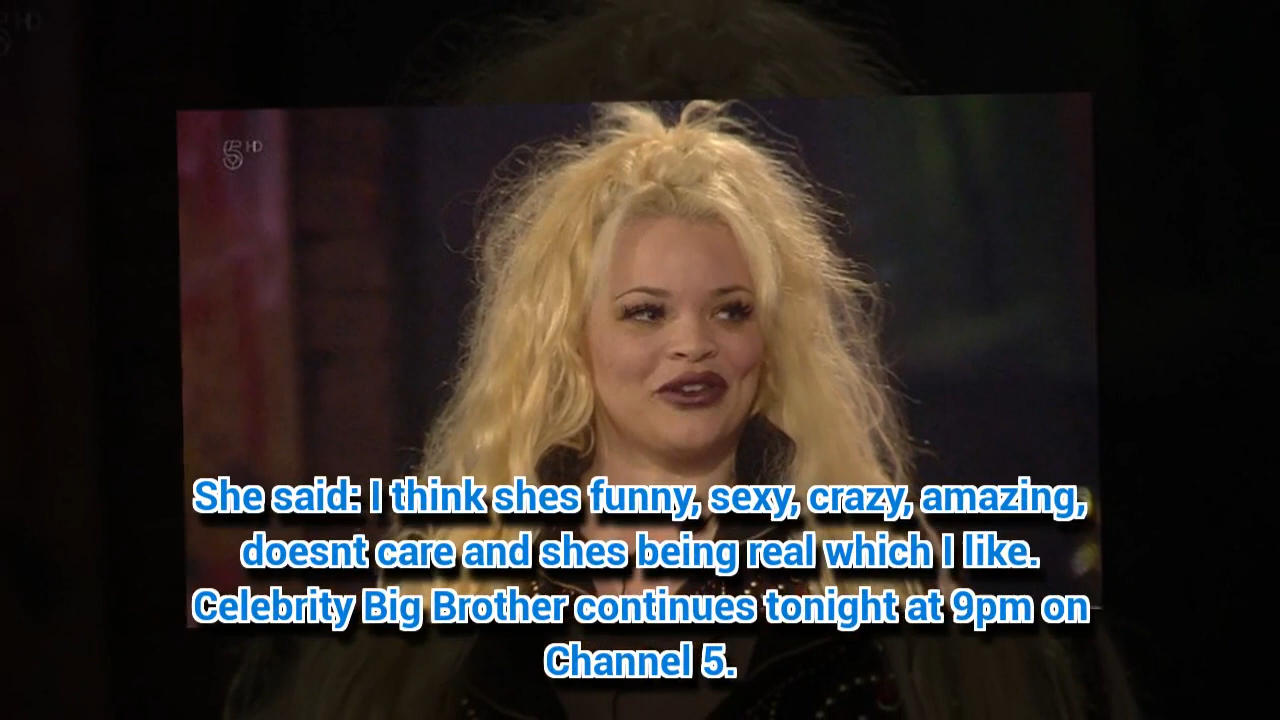 5 HD
She said: I think shes funny, sexy, crazy, amazing,
doesnt care and shes being real which I like.
Celebrity Big Brother continues tonight at 9pm on
Channel 5.